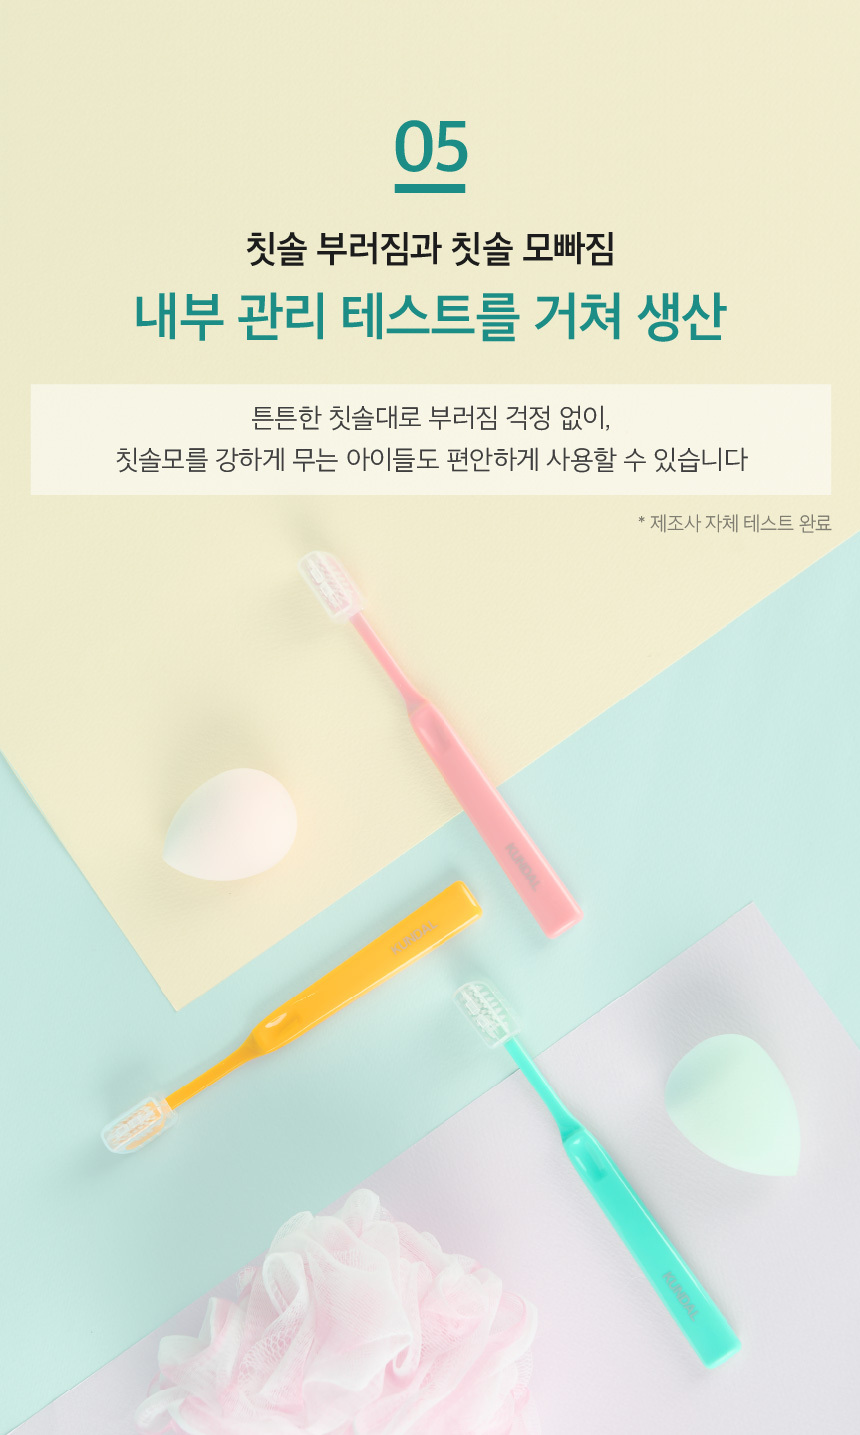 05
칫솔 부러짐과 칫솔 모빠짐
내부 관리 테스트를 거쳐 생산
튼튼한 칫솔대로 부러짐 걱정 없이,
칫솔모를 강하게 무는 아이들도 편안하게 사용할 수 있습니다
* 제조사 자체 테스트 완료
KUNDAL
KUNDAL
KUNDAL